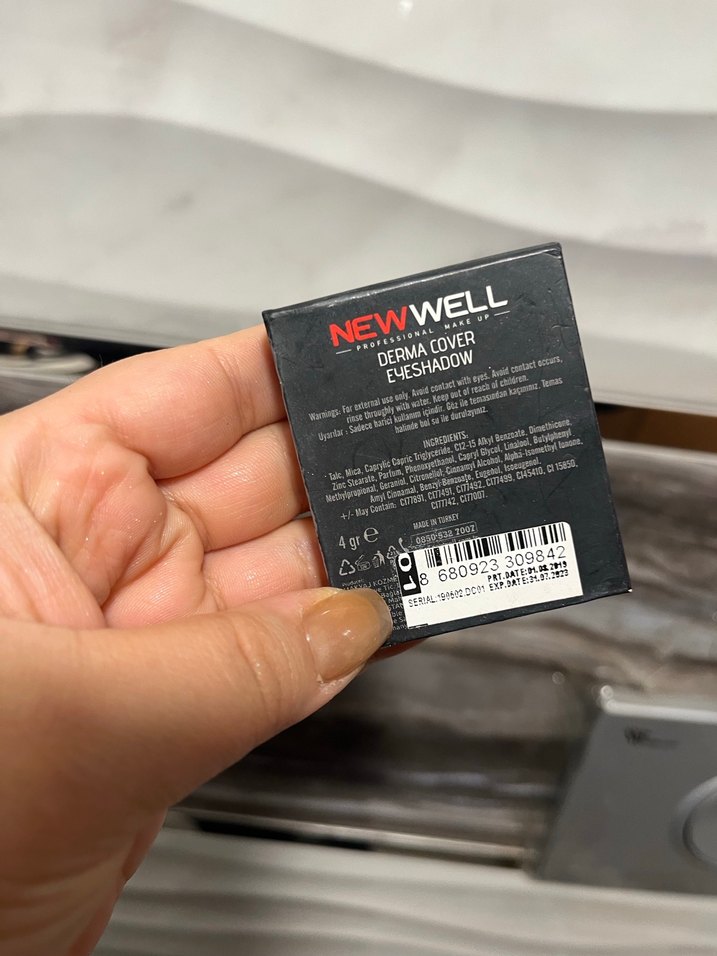 NEWWELL
PROFESSIONAL MAKE UP
DERMA COVER
EYESHADOW
Warnings: For external use only. Avoid contact with eyes. Avoid contact occurs,
rinse throughly with water. Keep out of reach of children.
Uyarılar : Sadece harici kullanım içindir. Göz ile temasından kaçınınız. Temas
halinde bol su ile durulayınız.
INGREDIENTS:
Talc, Mica, Caprylic Capric Triglyceride, C12-15 Alkyl Benzoate, Dimethicone,
Zinc Stearate, Parfum, Phenoxyethanol, Capryl Glycol, Linalool, Butylphenyl
Methylpropional, Geraniol, Citronellol, Cinnamyl Alcohol, Alpha-Isomethyl Ionone,
Amyl Cinnamal, Benzyl Benzoate, Eugenol, Isoeugenol.
+/- May Contain: CI77891, CI77491, CI77492, CI77499, CI45410, CI 15850,
CI77742, CI77007.
MADE IN TURKEY
4 gr e
0850 532 7007
01
8 680923 309842
PRT.DATE:01.08.2019
SERIAL:190602.DC01 EXP.DATE:31.07.2023